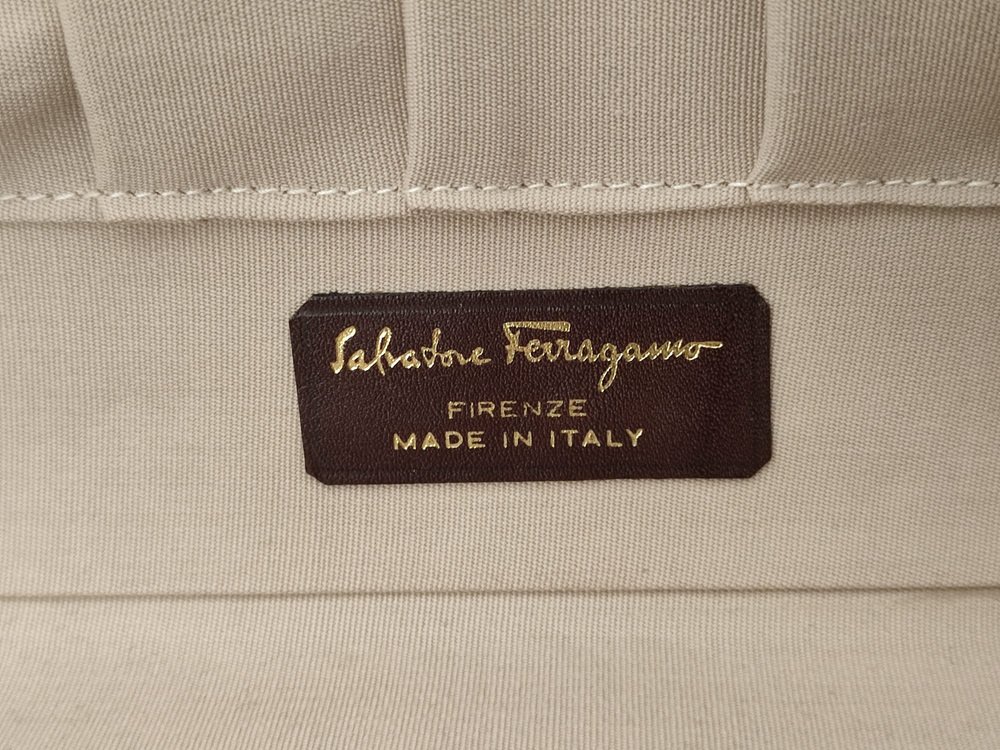 Salvatore Ferragamo
FIRENZE
MADE IN ITALY